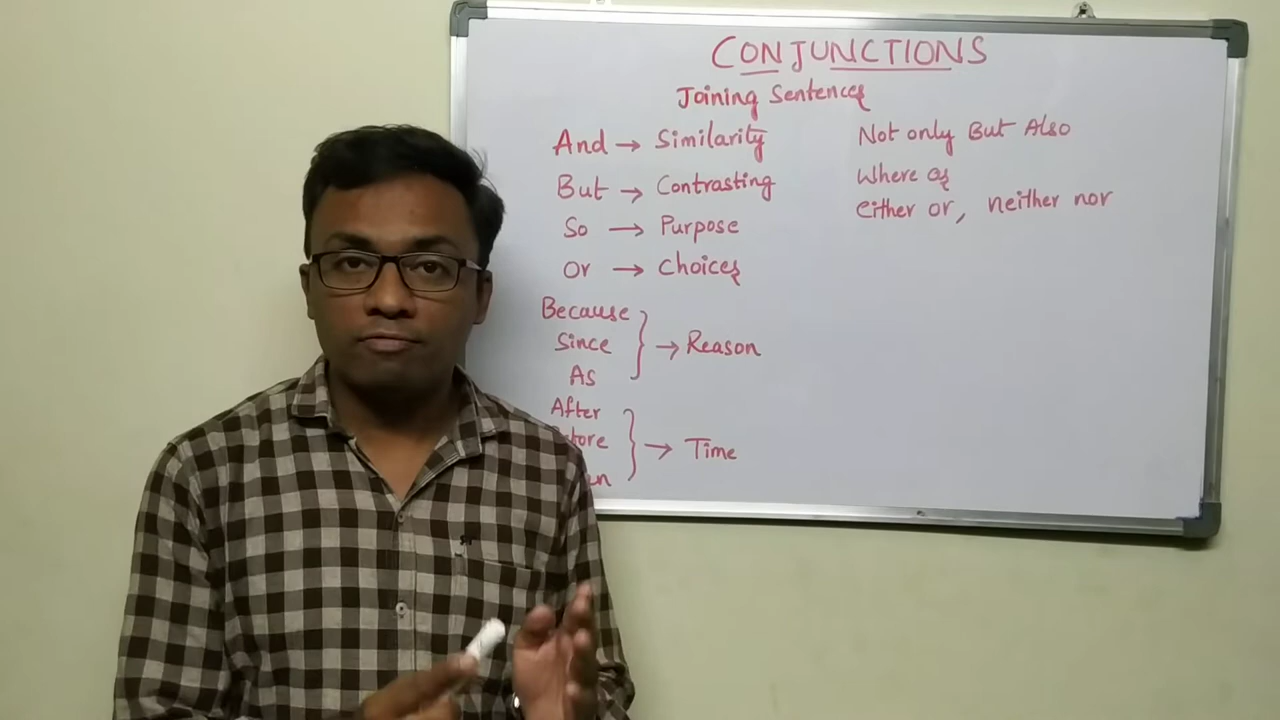 CONJUNCTIONS
Joining Sentences
And → Similarity
But → Contrasting
So → Purpose
Or → Choices
Because
Since
As
→ Reason
After
→ Time
Not only But Also
Where as
either or, neither nor